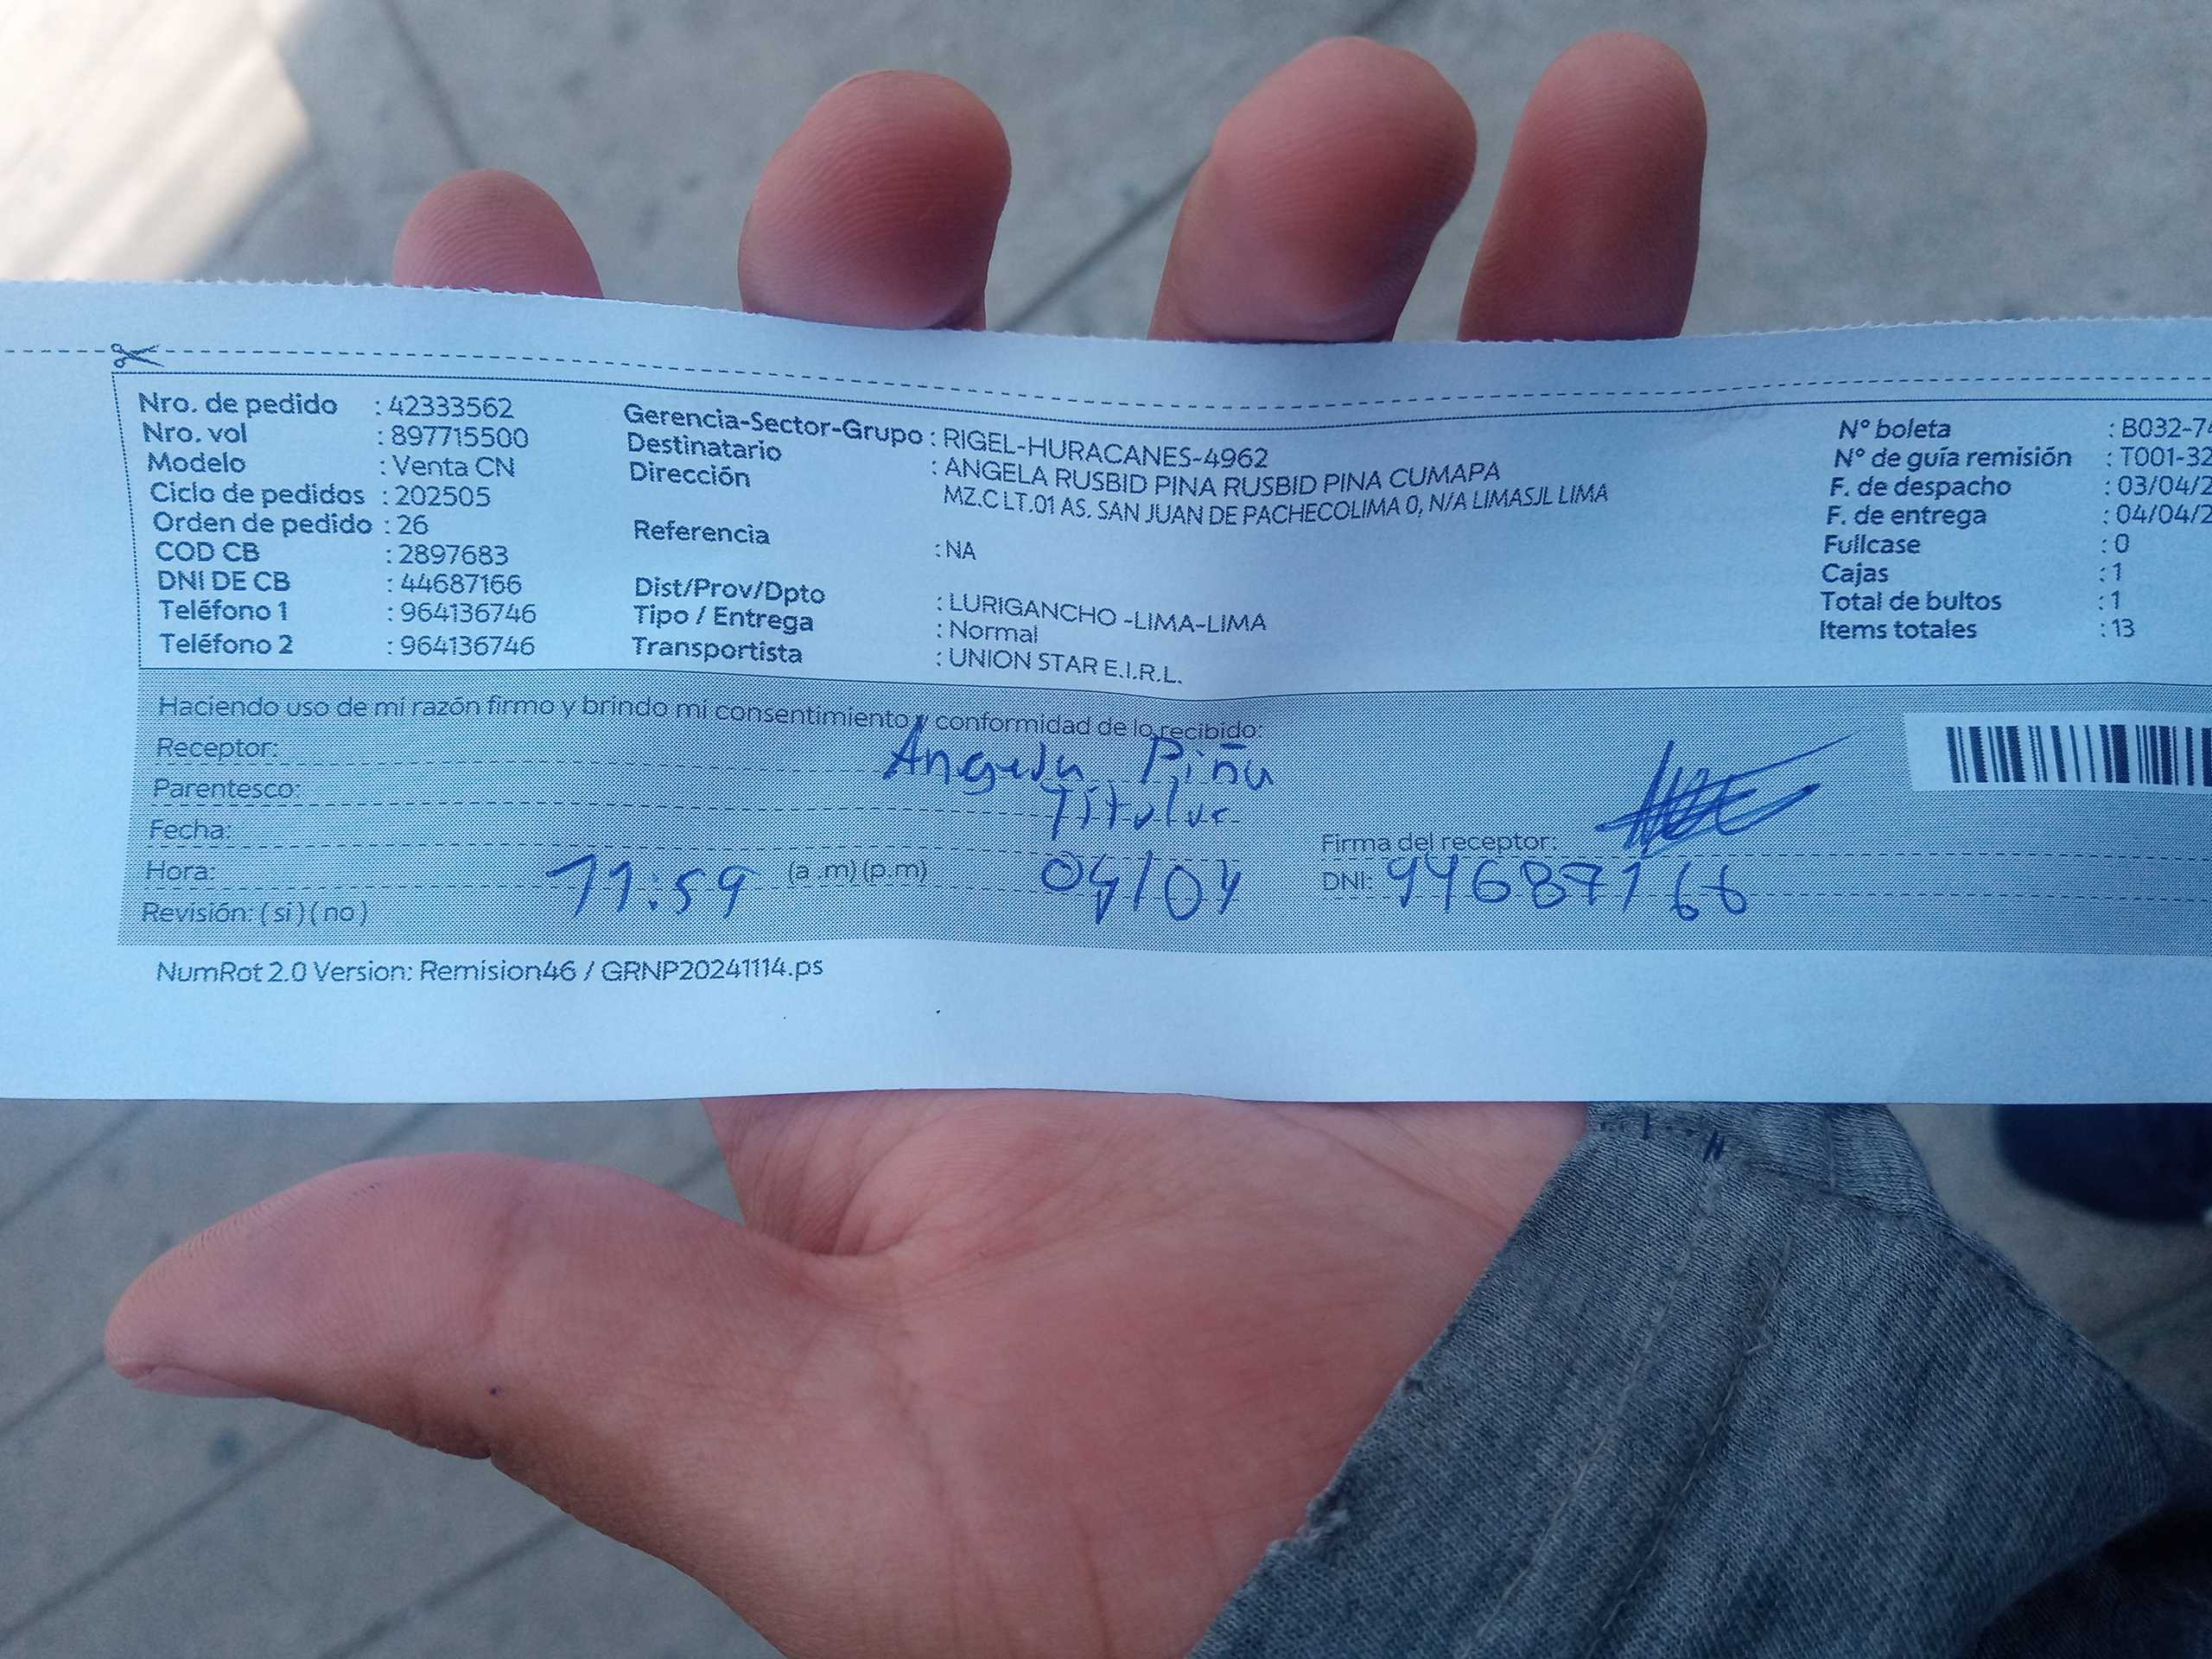 Nro. de pedido : 42333562
Nro. vol : 897715500
Modelo : Venta CN
Ciclo de pedidos : 202505
Orden de pedido : 26
COD CB : 2897683
DNI DE CB : 44687166
Teléfono 1 : 964136746
Teléfono 2 : 964136746
Gerencia-Sector-Grupo : RIGEL-HURACANES-4962
Destinatario : ANGELA RUSBID PINA RUSBID PINA CUMAPA
Dirección MZ.C LT.01 AS. SAN JUAN DE PACHECOLIMA 0, N/A LIMASJL LIMA
Referencia : NA
Dist/Prov/Dpto : LURIGANCHO -LIMA-LIMA
Tipo / Entrega : Normal
Transportista : UNION STAR E.I.R.L.
N° boleta : B032-74
N° de guía remisión : T001-32
F. de despacho : 03/04/2
F. de entrega : 04/04/2
Fullcase : 0
Cajas : 1
Total de bultos : 1
Items totales : 13
Haciendo uso de mi razón firmo y brindo mi consentimiento y conformidad de lo recibido:
Receptor: Angela Piña
Parentesco: Titular
Fecha:
Firma del receptor:
Hora: 11:59 (a m) (p.m) 04/04 DNI: 44687166
Revisión: ( si ) ( no )
NumRot 2.0 Version: Remision46 / GRNP20241114.ps